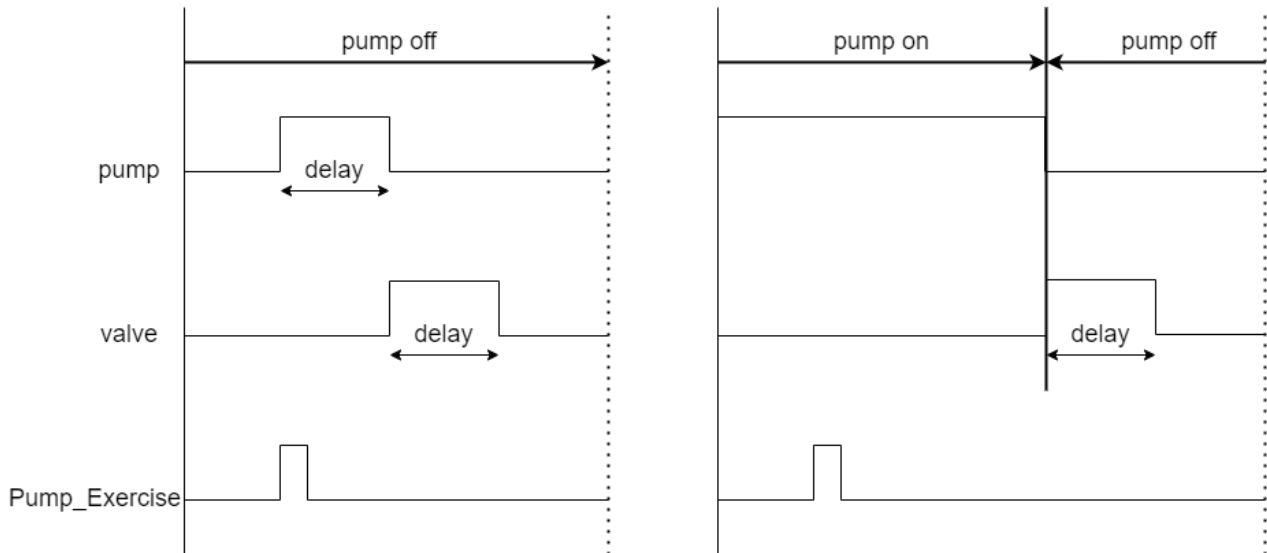 pump off
pump on
pump off
pump
delay
valve
delay
delay
Pump_Exercise